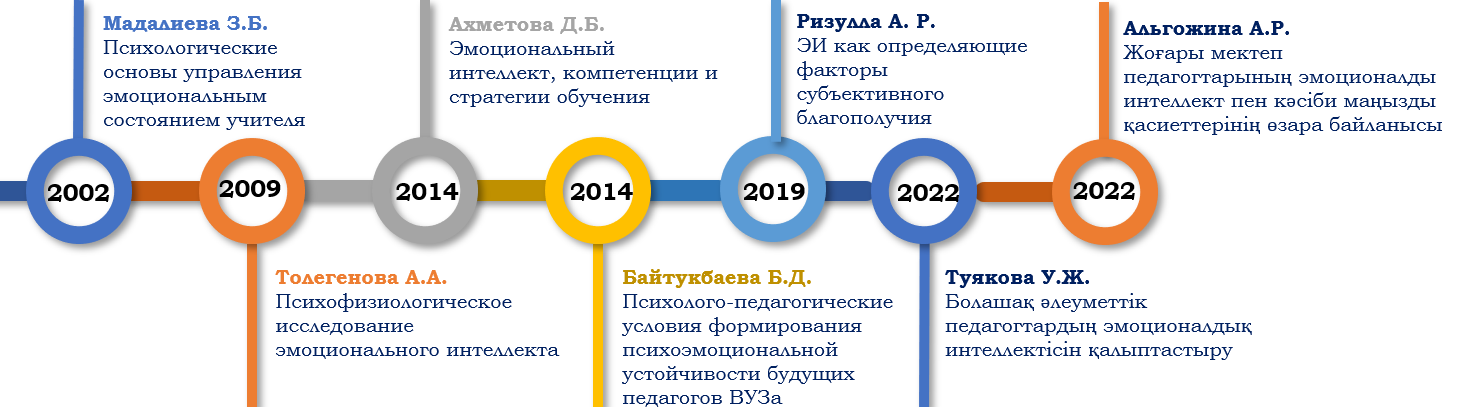 Мадалиева З.Б.
Психологические
основы управления
эмоциональным
состоянием учителя
Ахметова Д.Б.
Эмоциональный
интеллект, компетенции и
стратегии обучения
Ризулла А. Р.
ЭИ как определяющие
факторы
субъективного
благополучия
Альгожина А.Р.
Жоғары мектеп
педагогтарының эмоционалды
интеллект пен кәсіби маңызды
қасиеттерінің өзара байланысы
2002
2009
2014
2014
2019
2022
2022
Толегенова А.А.
Психофизиологическое
исследование
эмоционального интеллекта
Байтукбаева Б.Д.
Психолого-педагогические
условия формирования
психоэмоциональной
устойчивости будущих
педагогов ВУЗа
Туякова У.Ж.
Болашақ әлеуметтік
педагогтардың эмоционалдық
интеллектісін қалыптастыру